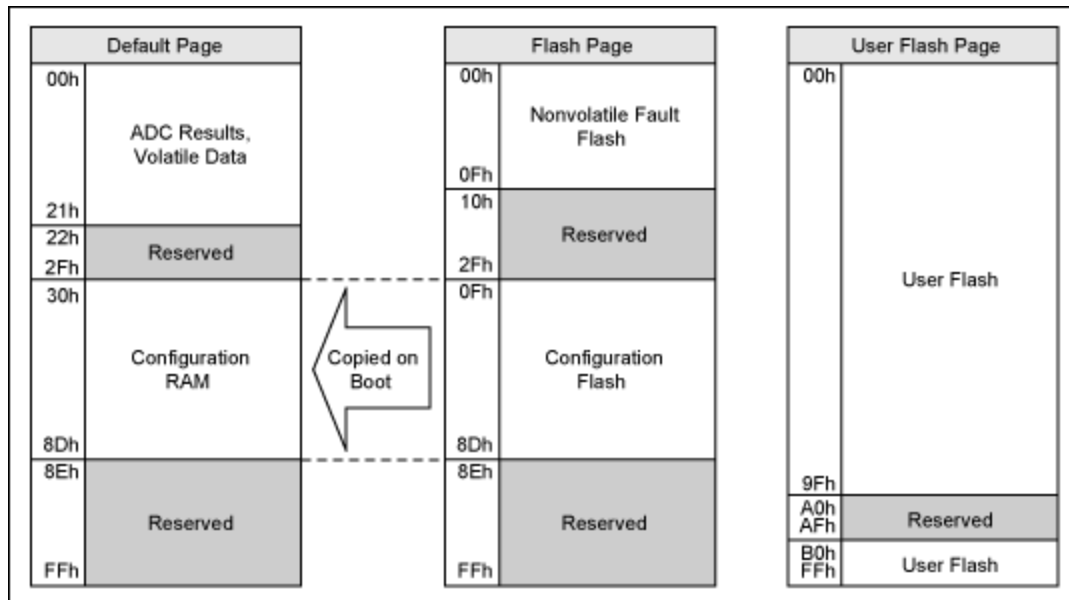 Default Page
00h
ADC Results,
Volatile Data
21h
22h
Reserved
2Fh
30h
Configuration
RAM
8Dh
8Eh
Reserved
FFh
Copied on
Boot
Flash Page
00h
Nonvolatile Fault
Flash
0Fh
10h
Reserved
2Fh
0Fh
Configuration
Flash
8Dh
8Eh
Reserved
FFh
User Flash Page
00h
User Flash
9Fh
A0h
Reserved
AFh
B0h
User Flash
FFh